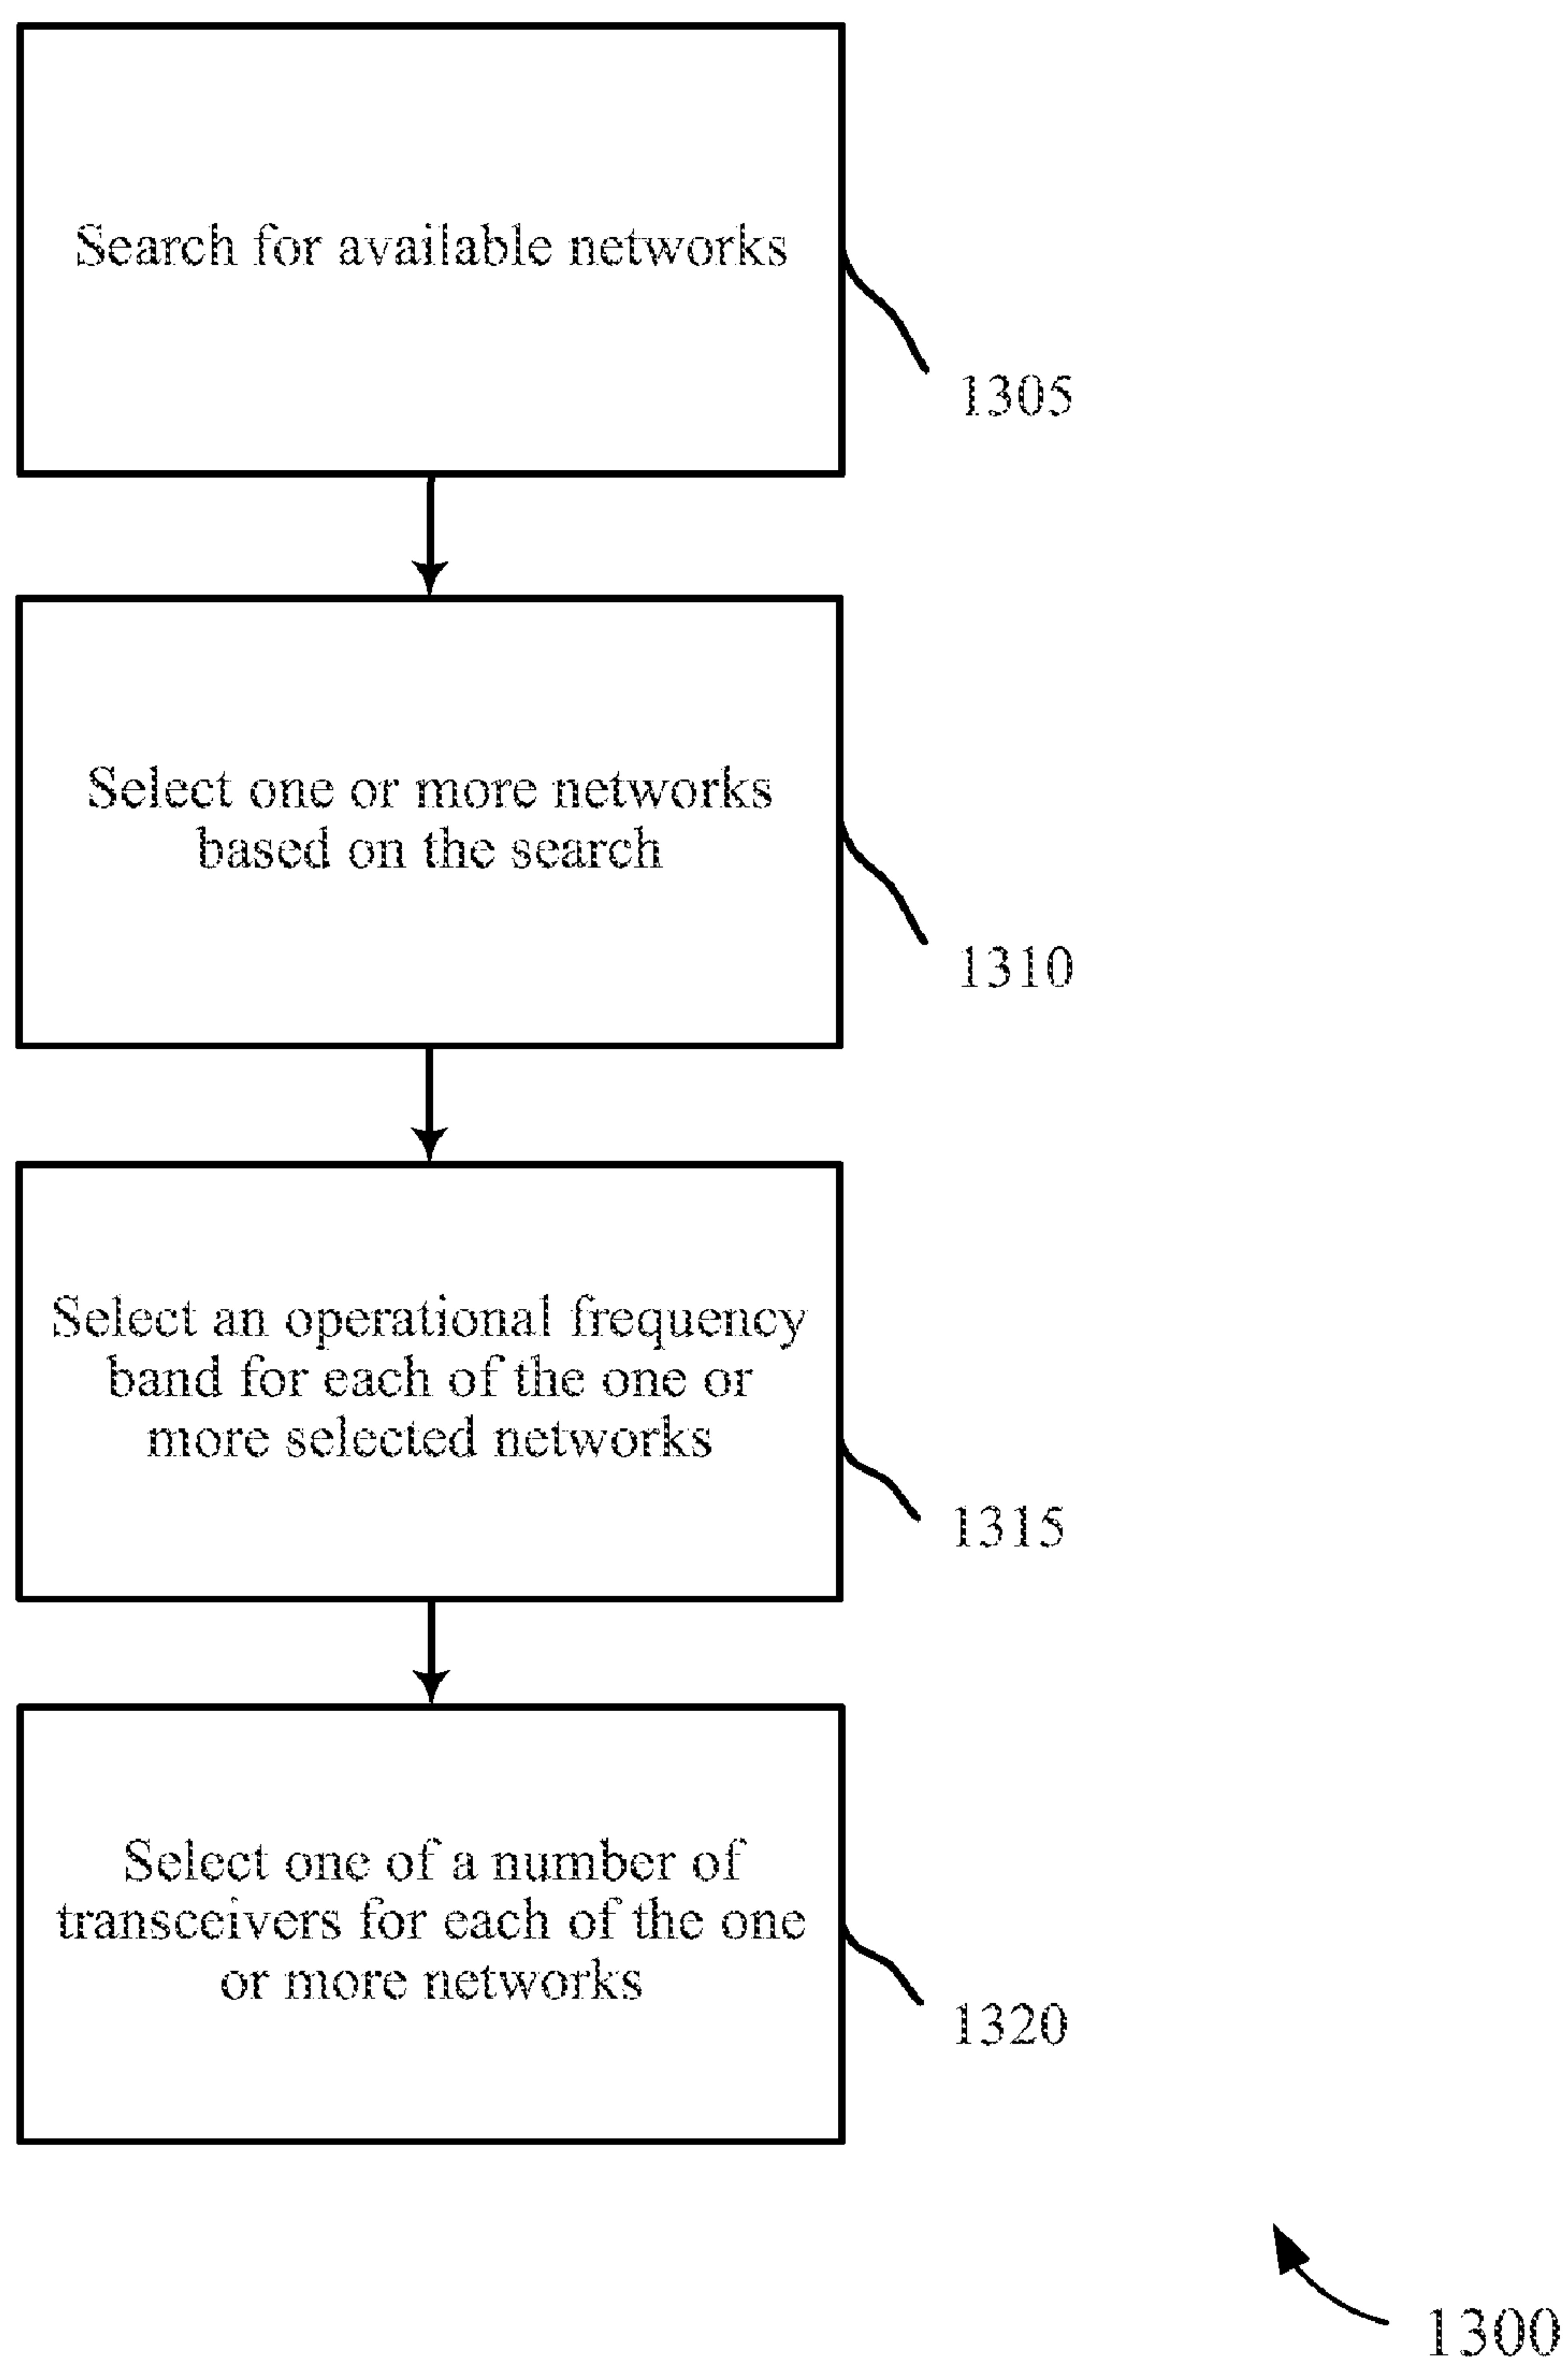 Search for available networks
1305
Select one or more networks
based on the search
1310
Select an operational frequency
band for each of the one or
more selected networks
1315
Select one of a number of
transceivers for each of the one
or more networks
1320
1300